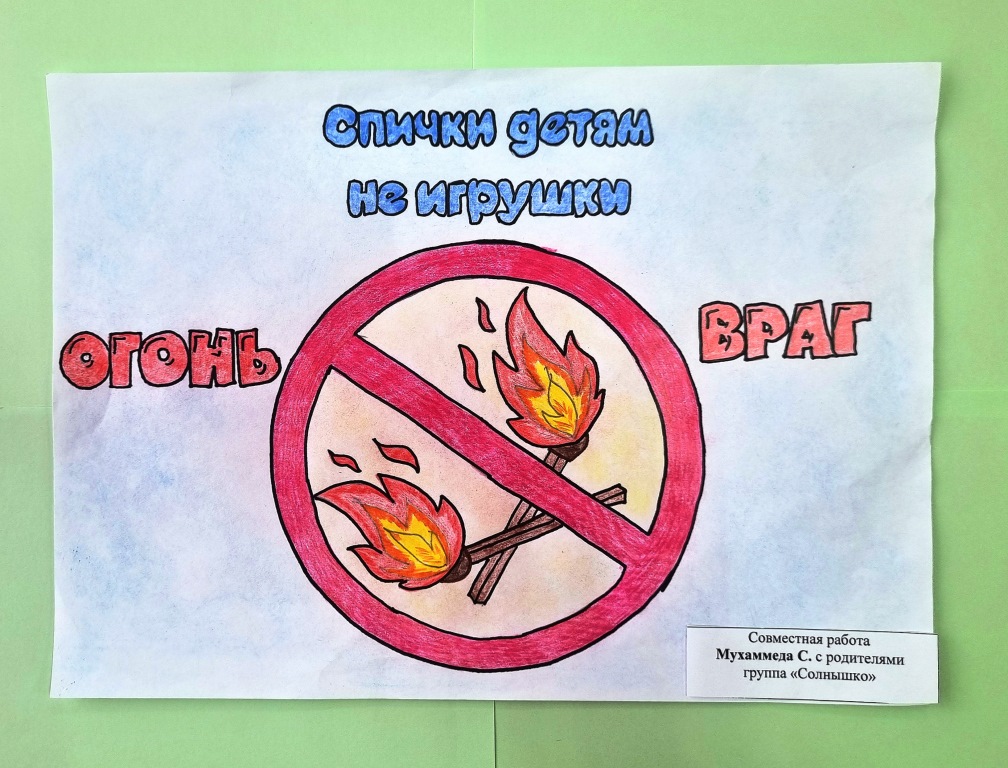 Спички детям
не игрушки
ОГОНЬ
ВРАГ
Совместная работа
Мухаммеда С. с родителями
группа «Солнышко»